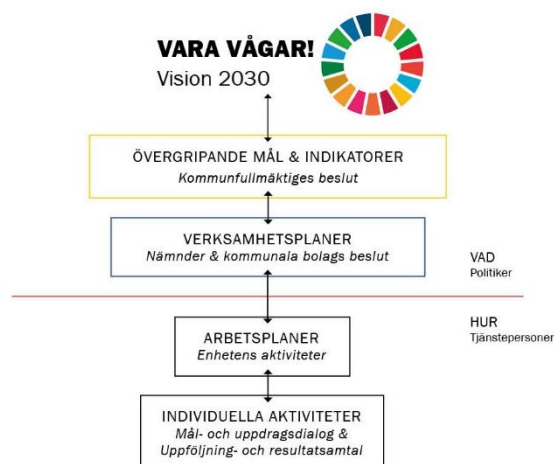 VARA VÅGAR!
Vision 2030
ÖVERGRIPANDE MÅL & INDIKATORER
Kommunfullmäktiges beslut
VERKSAMHETSPLANER
Nämnder & kommunala bolags beslut
VAD
Politiker
HUR
Tjänstepersoner
ARBETSPLANER
Enhetens aktiviteter
INDIVIDUELLA AKTIVITETER
Mål- och uppdragsdialog &
Uppföljning- och resultatsamtal